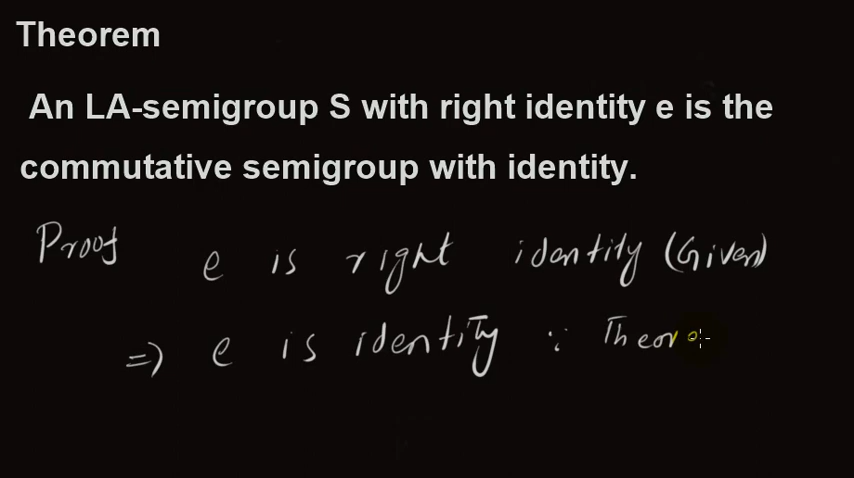 Theorem
An LA-semigroup S with right identity e is the
commutative semigroup with identity.
Proof e is right identity (Given)
=) e is identity ∵ Theor